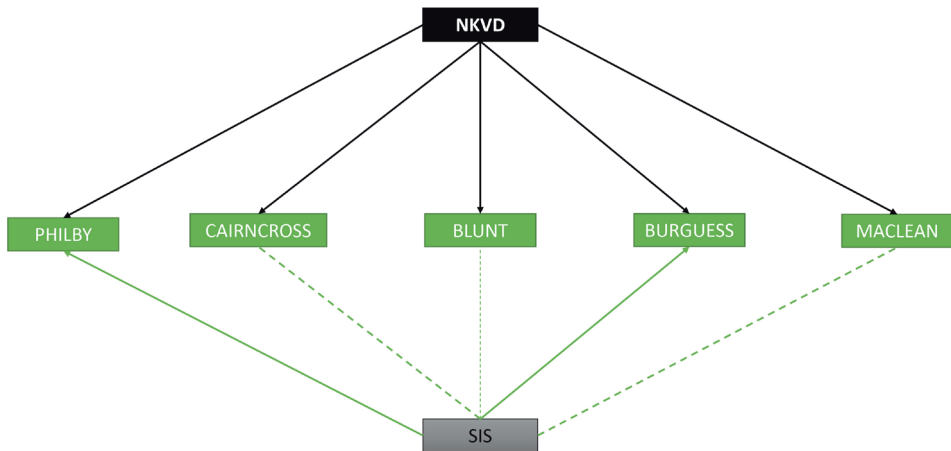 NKVD
PHILBY
CAIRNCROSS
BLUNT
BURGUESS
MACLEAN
SIS